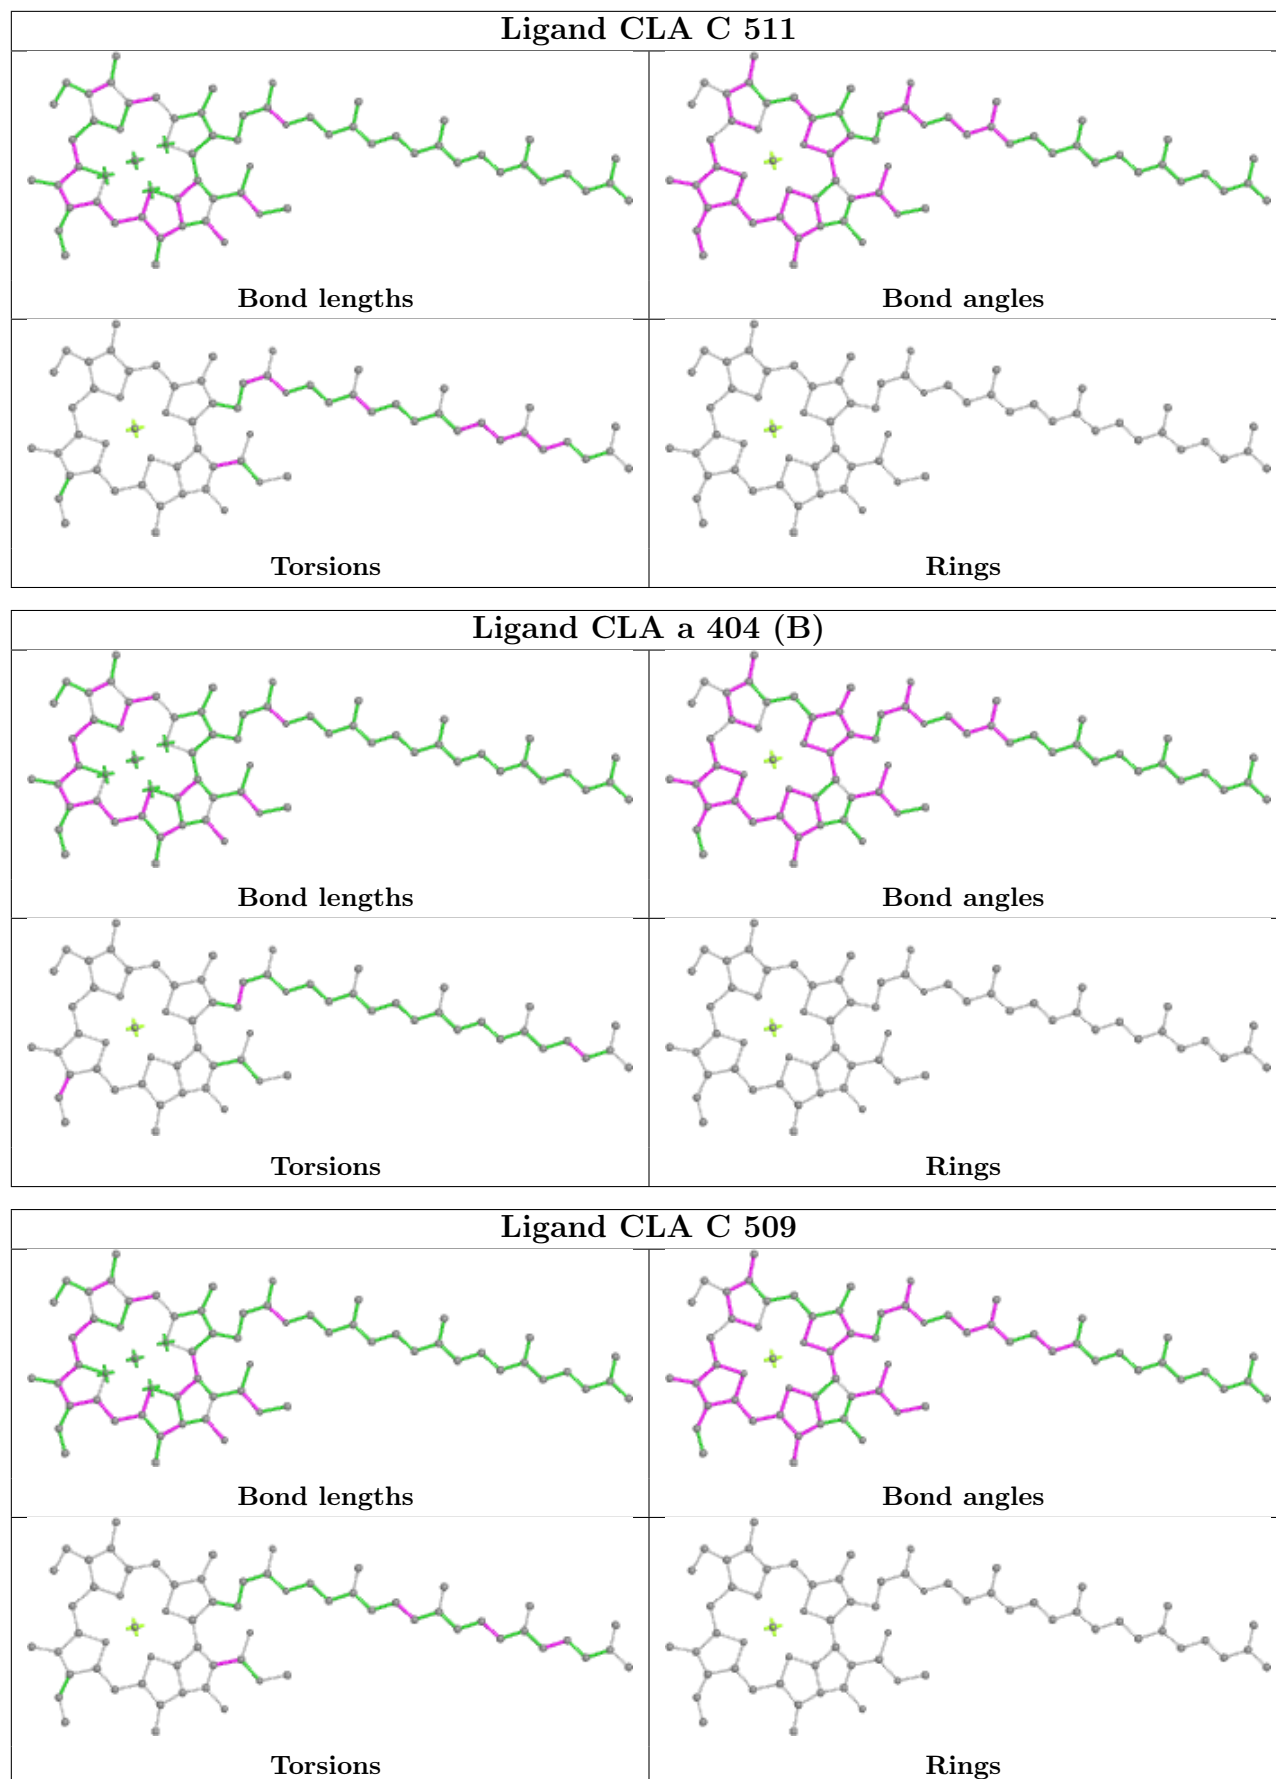 Ligand CLA C 511
Bond lengths
Bond angles
Torsions
Rings
Ligand CLA a 404 (B)
Bond lengths
Bond angles
Torsions
Rings
Ligand CLA C 509
Bond lengths
Bond angles
Torsions
Rings